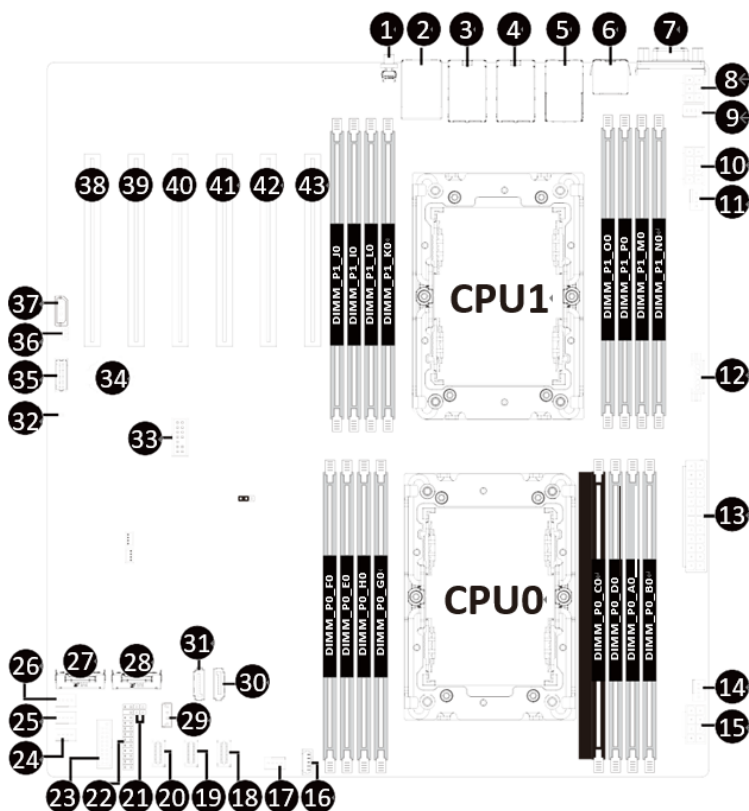 1 2 3 4 5 6 7
8
9
10
11
38 39 40 41 42 43
DIMM_P1_J0
DIMM_P1_I0
DIMM_P1_L0
DIMM_P1_K0
CPU1
DIMM_P1_O0
DIMM_P1_P0
DIMM_P1_M0
DIMM_P1_N0
37
36
35
34
32
33
12
13
DIMM_P0_F0
DIMM_P0_E0
DIMM_P0_H0
DIMM_P0_G0
CPU0
DIMM_P0_C0
DIMM_P0_D0
DIMM_P0_A0
DIMM_P0_B0
26 27 28 31
30
25
29
24
14
15
23 22 21 20 19 18 17 16